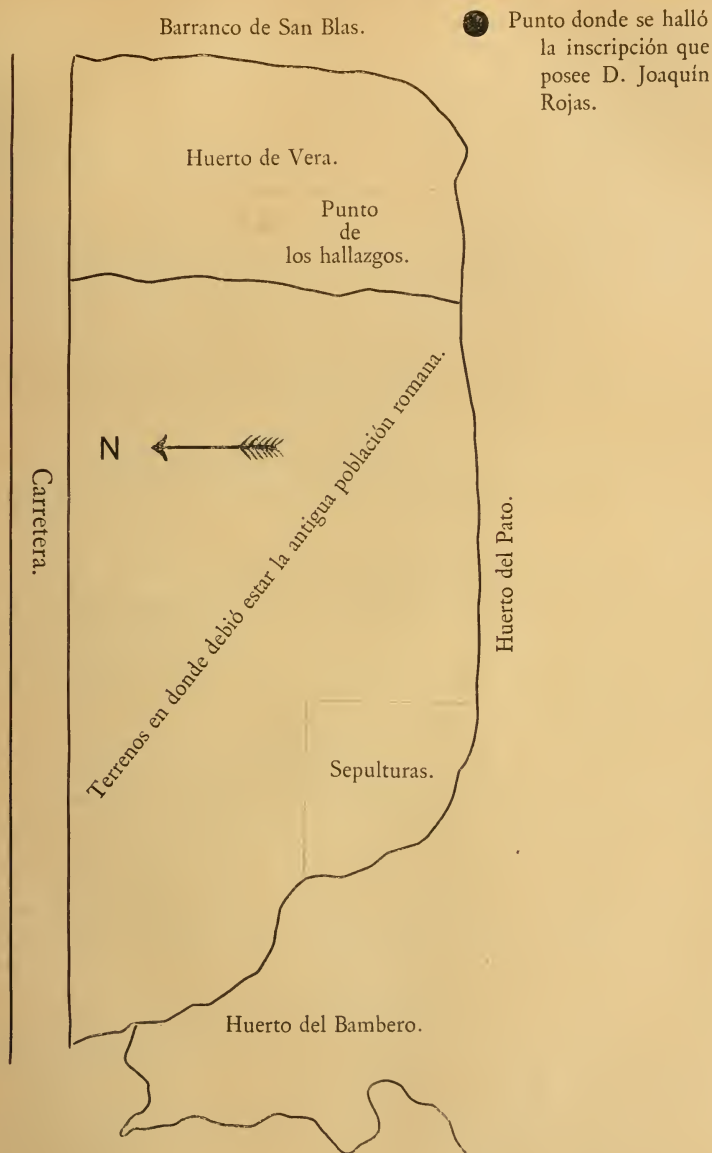 Barranco de San Blas.
Punto donde se halló
la inscripción que
posee D. Joaquín
Rojas.
Huerto de Vera.
Punto
de
los hallazgos.
Terrenos en donde debió estar la antigua población romana.
N
Carretera.
Huerto del Pato.
Sepulturas.
Huerto del Bambero.